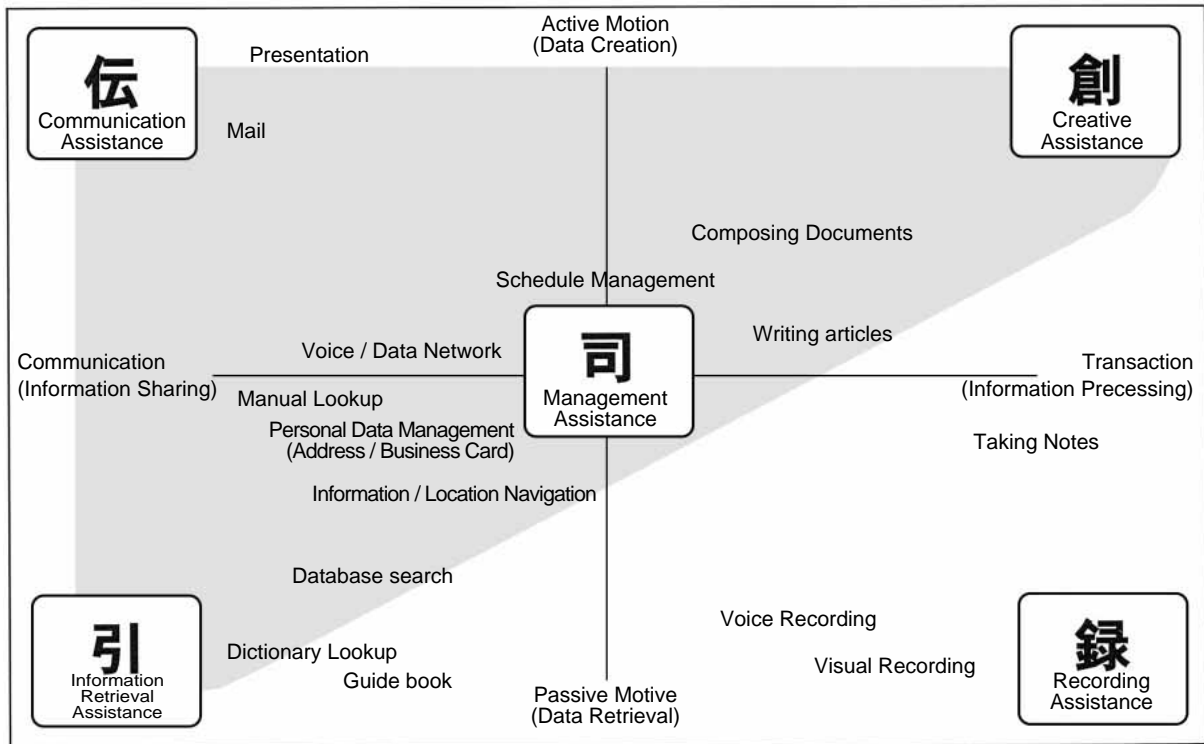 Active Motion
(Data Creation)
Presentation
伝
Communication
Assistance
創
Creative
Assistance
Mail
Composing Documents
Schedule Management
Writing articles
Voice / Data Network
司
Management
Assistance
Communication
(Information Sharing)
Transaction
(Information Precessing)
Manual Lookup
Personal Data Management
(Address / Business Card)
Taking Notes
Information / Location Navigation
Database search
Voice Recording
引
Information
Retrieval
Assistance
Dictionary Lookup
Guide book
Visual Recording
録
Recording
Assistance
Passive Motive
(Data Retrieval)